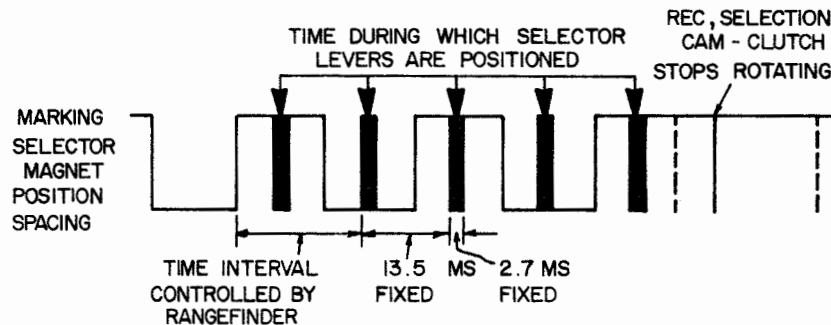 TIME DURING WHICH SELECTOR
LEVERS ARE POSITIONED
REC, SELECTION
CAM - CLUTCH
STOPS ROTATING
MARKING
SELECTOR
MAGNET
POSITION
SPACING
TIME INTERVAL
CONTROLLED BY
RANGEFINDER
13.5 MS
FIXED
2.7 MS
FIXED